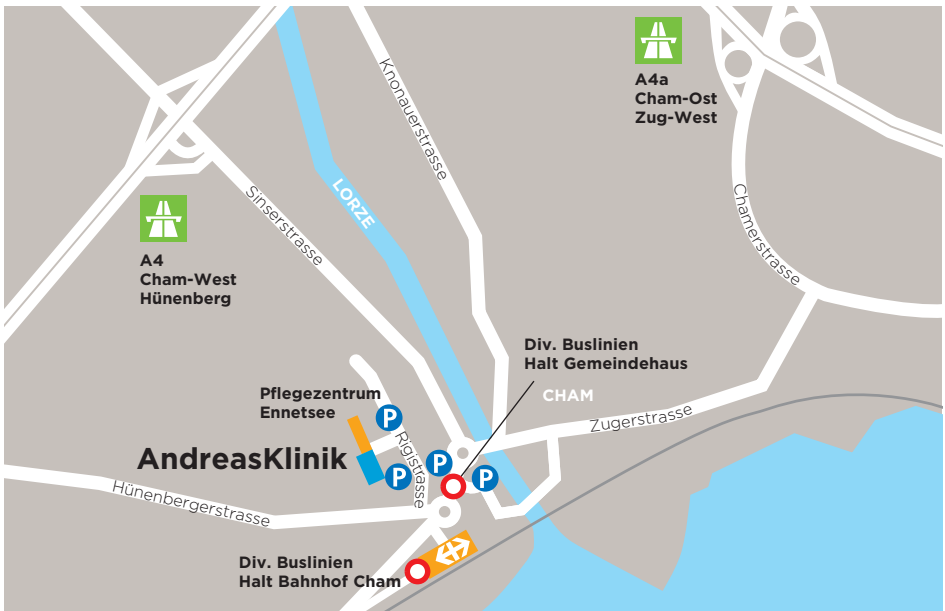 A4a
Cham-Ost
Zug-West
Knonauerstrasse
LORZE
Sinserstrasse
Chamerstrasse
A4
Cham-West
Hünenberg
Div. Buslinien
Halt Gemeindehaus
CHAM
Zugerstrasse
Pflegezentrum
Ennetsee
P
Rigistrasse
AndreasKlinik
P
P
P
Hünenbergerstrasse
Div. Buslinien
Halt Bahnhof Cham